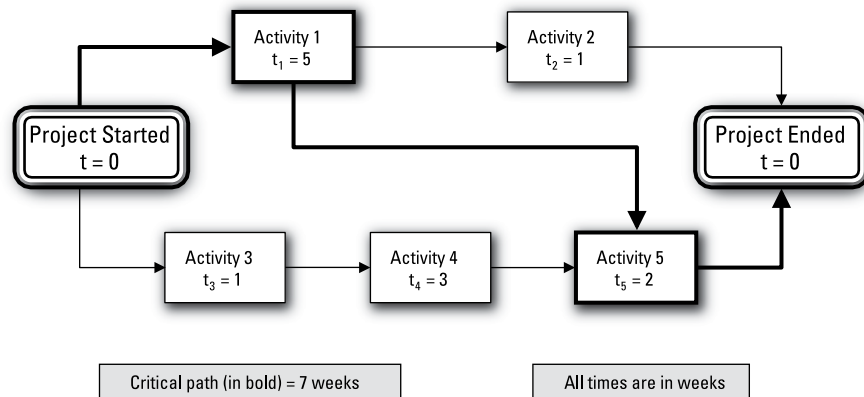 Activity 1
t₁ = 5
Activity 2
t₂ = 1
Project Started
t = 0
Project Ended
t = 0
Activity 3
t₃ = 1
Activity 4
t₄ = 3
Activity 5
t₅ = 2
Critical path (in bold) = 7 weeks
All times are in weeks